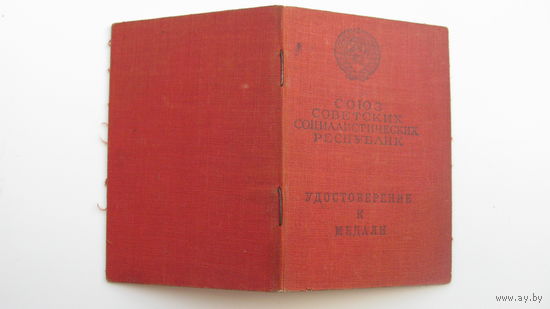 СОЮЗ
СОВЕТСКИХ
СОЦИАЛИСТИЧЕСКИХ
РЕСПУБЛИК
УДОСТОВЕРЕНИЕ
К
МЕДАЛИ
www.ay.by